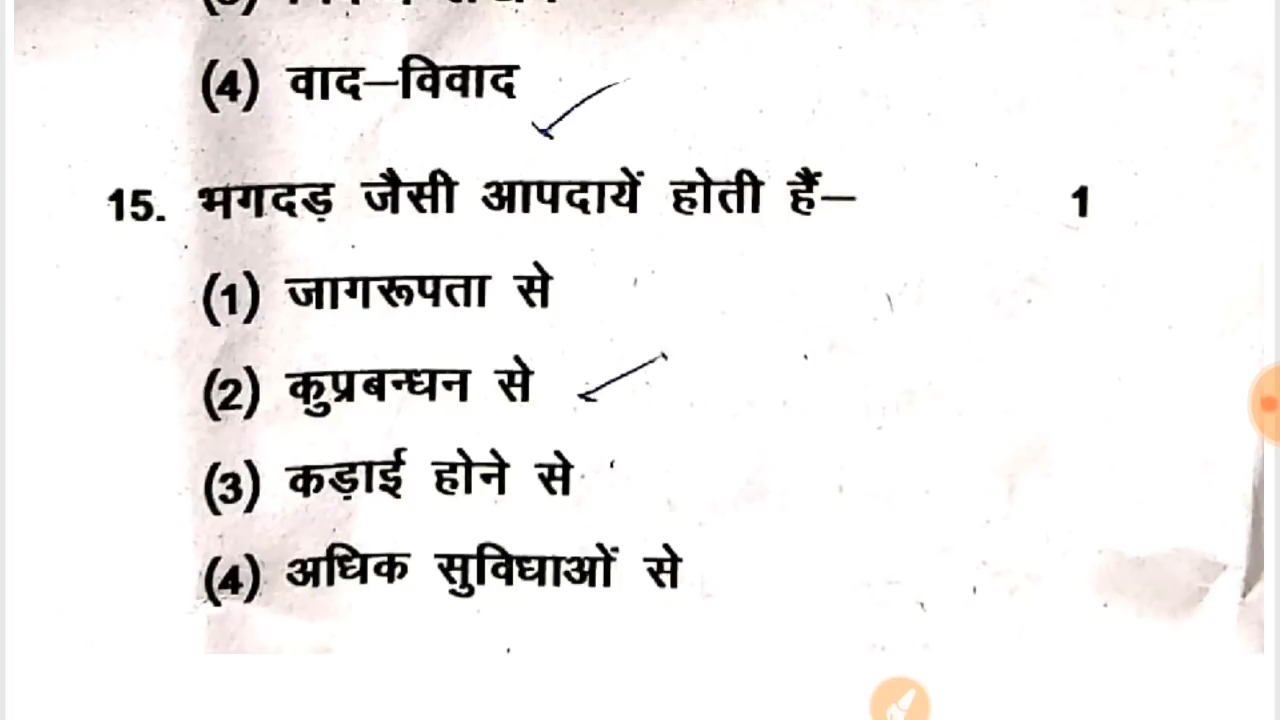 (4) वाद–विवाद
15. भगदड़ जैसी आपदायें होती हैं– 1
(1) जागरूपता से
(2) कुप्रबन्धन से
(3) कड़ाई होने से
(4) अधिक सुविधाओं से